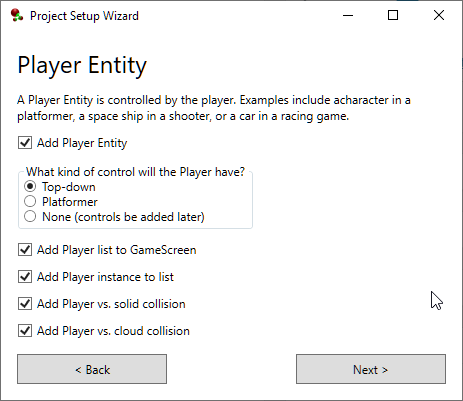 Project Setup Wizard
Player Entity
A Player Entity is controlled by the player. Examples include acharacter in a
platformer, a space ship in a shooter, or a car in a racing game.
Add Player Entity
What kind of control will the Player have?
Top-down
Platformer
None (controls be added later)
Add Player list to GameScreen
Add Player instance to list
Add Player vs. solid collision
Add Player vs. cloud collision
< Back
Next >